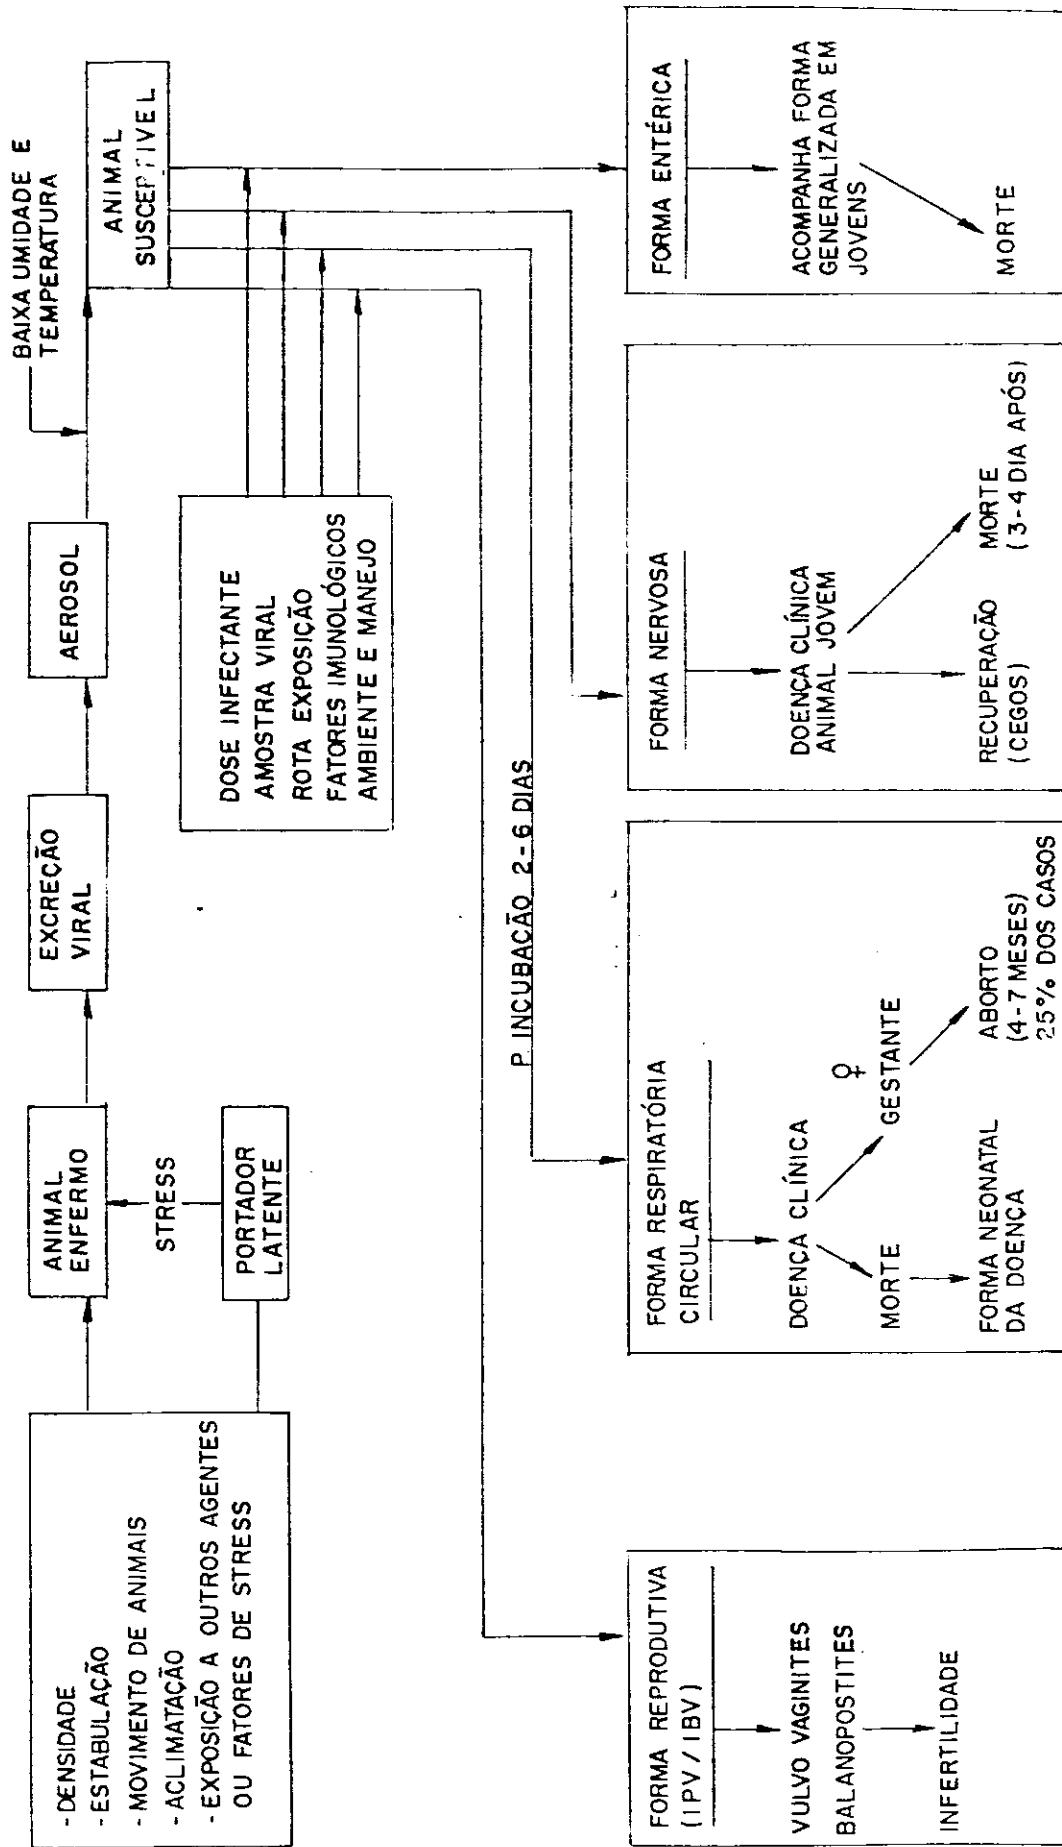 - DENSIDADE
- ESTABULAÇÃO
- MOVIMENTO DE ANIMAIS
- ACLIMATAÇÃO
- EXPOSIÇÃO A OUTROS AGENTES
OU FATORES DE STRESS
ANIMAL
ENFERMO
STRESS
PORTADOR
LATENTE
EXCREÇÃO
VIRAL
AEROSOL
BAIXA UMIDADE E
TEMPERATURA
ANIMAL
SUSCEPTIVEL
DOSE INFECTANTE
AMOSTRA VIRAL
ROTA EXPOSIÇÃO
FATORES IMUNOLÓGICOS
AMBIENTE E MANEJO
P INCUBAÇÃO 2-6 DIAS
FORMA REPRODUTIVA
(IPV / IBV)
VULVO VAGINITES
BALANOPOSTITES
INFERTILIDADE
FORMA RESPIRATÓRIA
CIRCULAR
DOENÇA CLÍNICA
MORTE
♀
GESTANTE
FORMA NEONATAL
DA DOENÇA
ABORTO
(4-7 MESES)
25% DOS CASOS
FORMA NERVOSA
DOENÇA CLÍNICA
ANIMAL JOVEM
RECUPERAÇÃO
(CEGOS)
MORTE
(3-4 DIA APÓS)
FORMA ENTÉRICA
ACOMPANHA FORMA
GENERALIZADA EM
JOVENS
MORTE